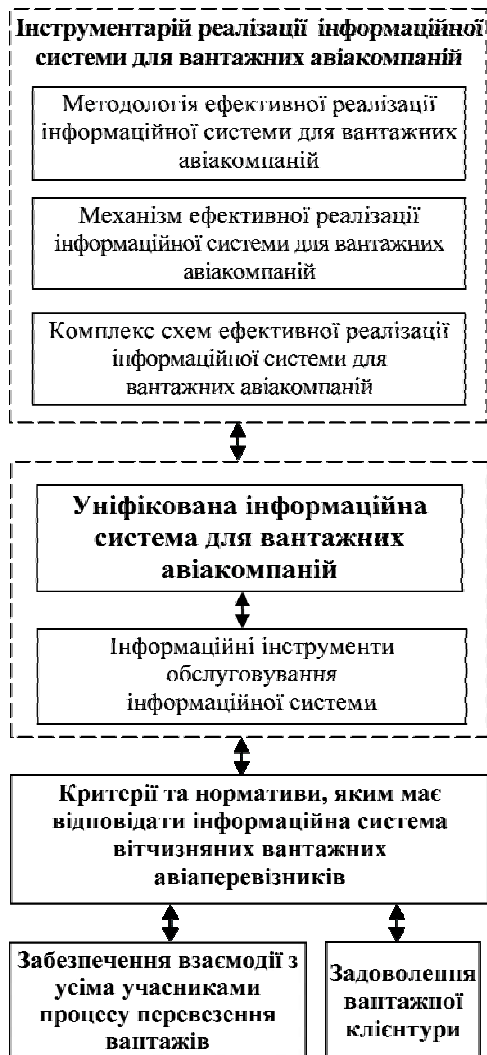 Інструментарій реалізації інформаційної
системи для вантажних авіакомпаній
Методологія ефективної реалізації
інформаційної системи для вантажних
авіакомпаній
Механізм ефективної реалізації
інформаційної системи для вантажних
авіакомпаній
Комплекс схем ефективної реалізації
інформаційної системи для
вантажних авіакомпаній
Уніфікована інформаційна
система для вантажних
авіакомпаній
Інформаційні інструменти
обслуговування
інформаційної системи
Критерії та нормативи, яким має
відповідати інформаційна система
вітчизняних вантажних
авіаперевізників
Забезпечення взаємодії з
усіма учасниками
процесу перевезення
вантажів
Задоволення
вантажної
клієнтури